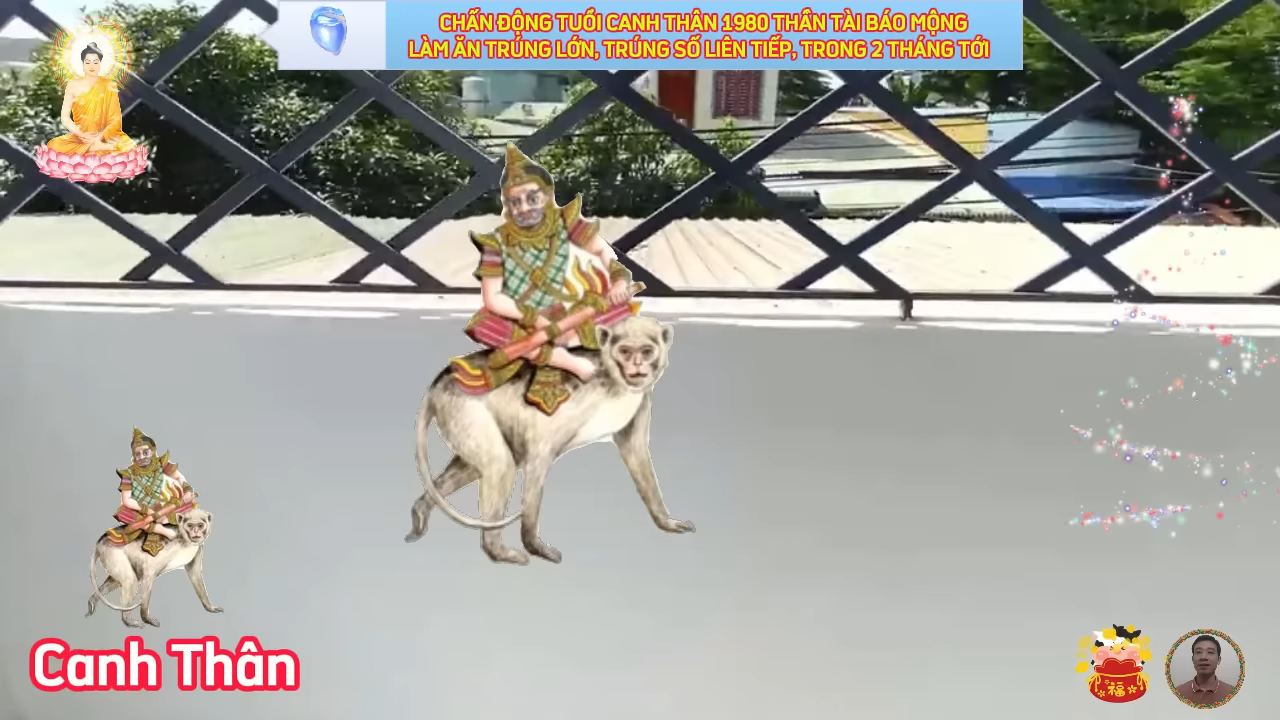 CHẤN ĐỘNG TUỔI CANH THÂN 1980 THẦN TÀI BÁO MỘNG
LÀM ĂN TRÚNG LỚN, TRÚNG SỐ LIÊN TIẾP, TRONG 2 THÁNG TỚI
Canh Thân
福